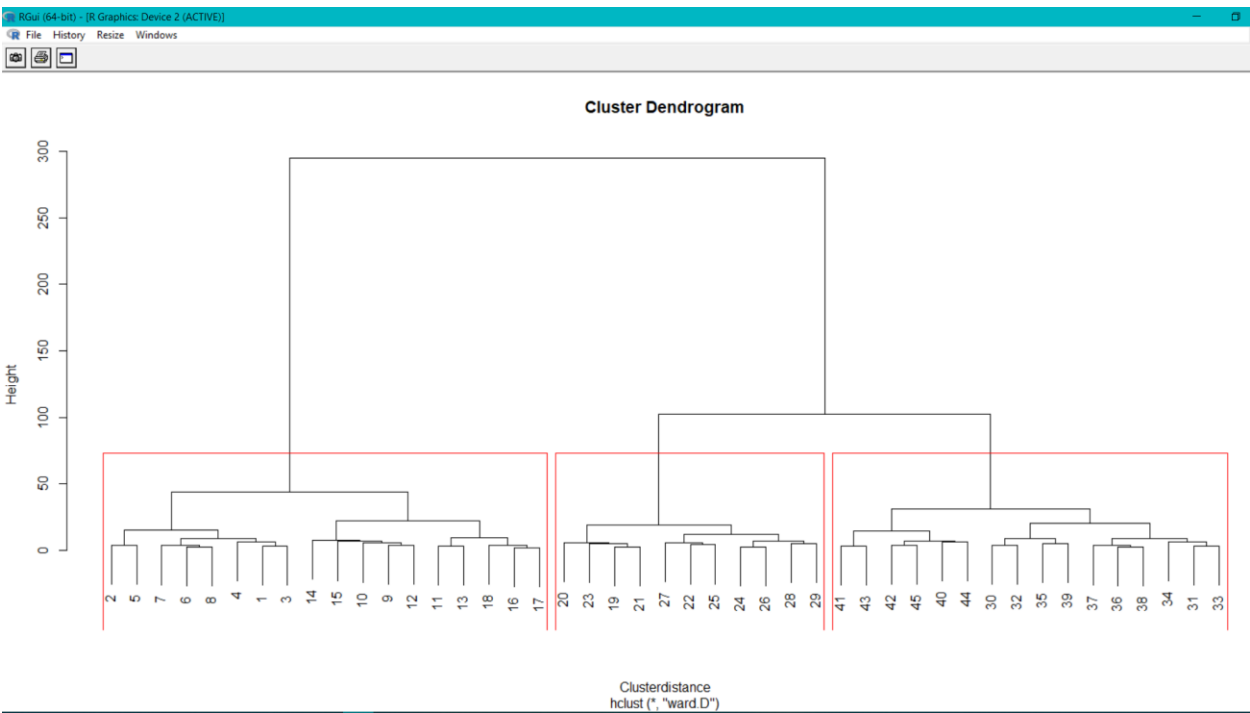 RGui (64-bit) - [R Graphics: Device 2 (ACTIVE)]
File History Resize Windows
Cluster Dendrogram
Height
300
250
200
150
100
50
0
2 5 7 6 8 4 1 3 14 15 10 9 12 11 13 18 16 17 20 23 19 21 27 22 25 24 26 28 29 41 43 42 45 40 44 30 32 35 39 37 36 38 34 31 33
Clusterdistance
hclust (*, "ward.D")